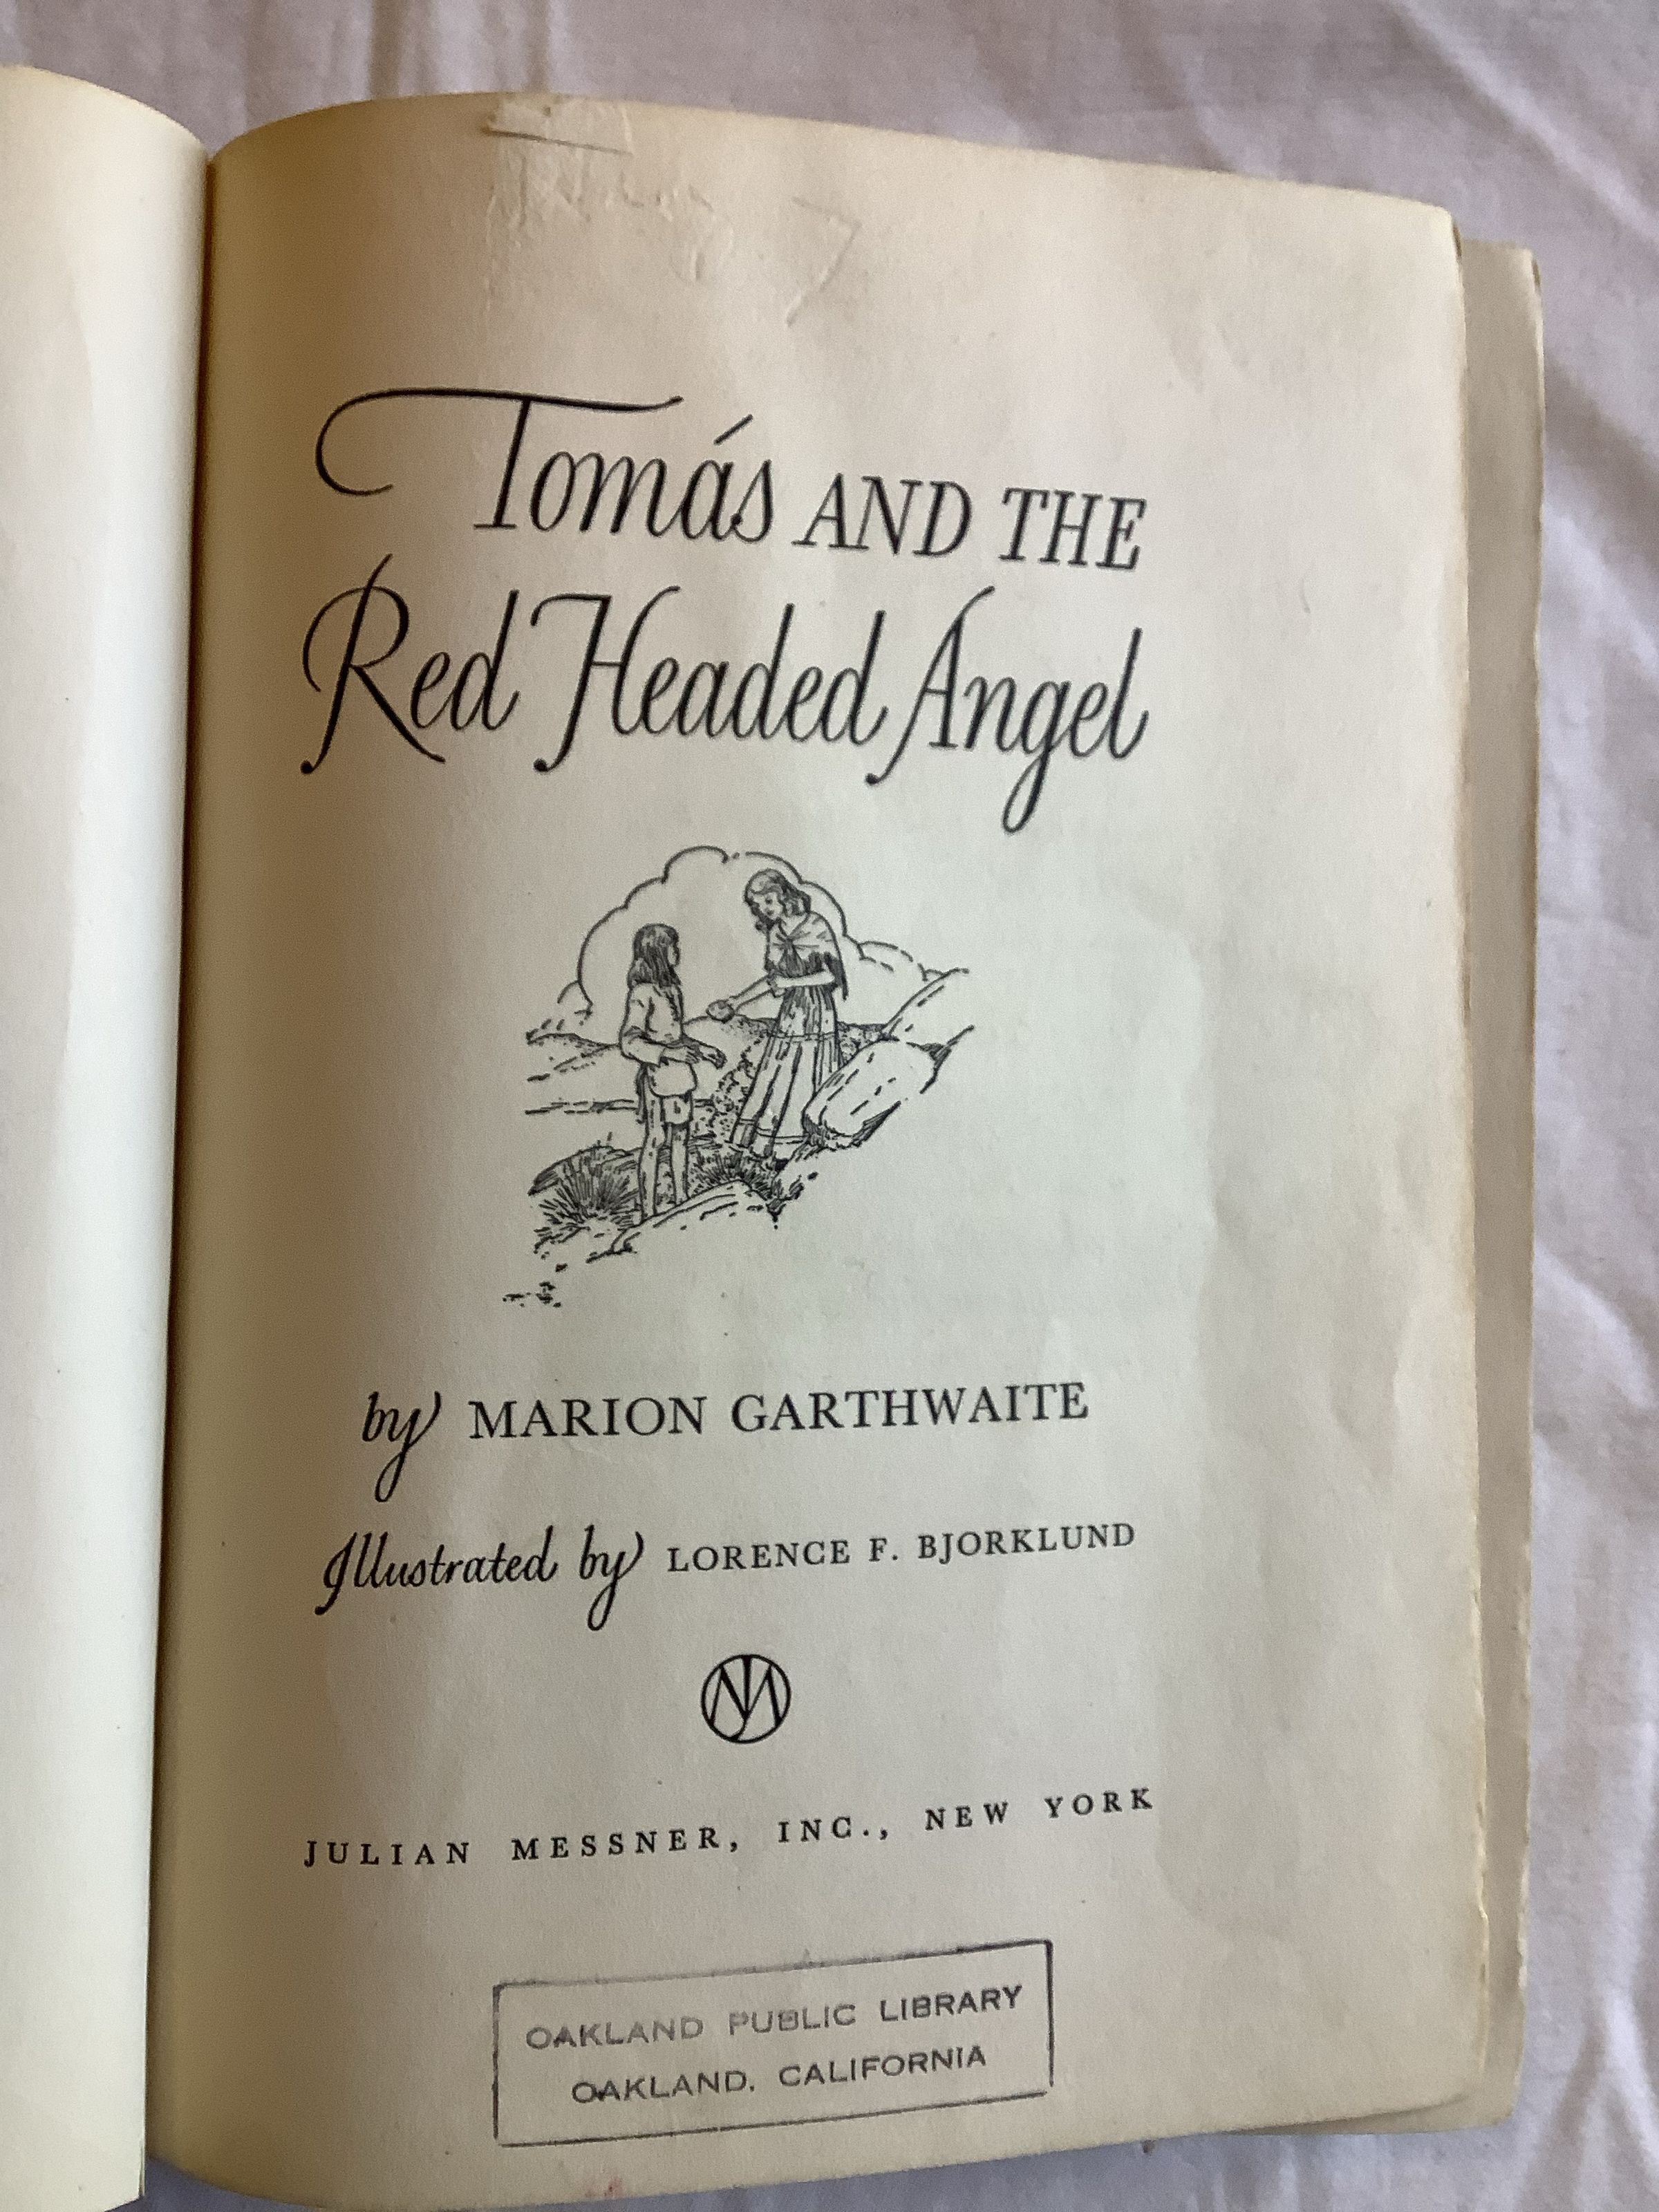 Tomás AND THE
Red Headed Angel
by MARION GARTHWAITE
Illustrated by LORENCE F. BJORKLUND
JM
JULIAN MESSNER, INC., NEW YORK
OAKLAND PUBLIC LIBRARY
OAKLAND, CALIFORNIA